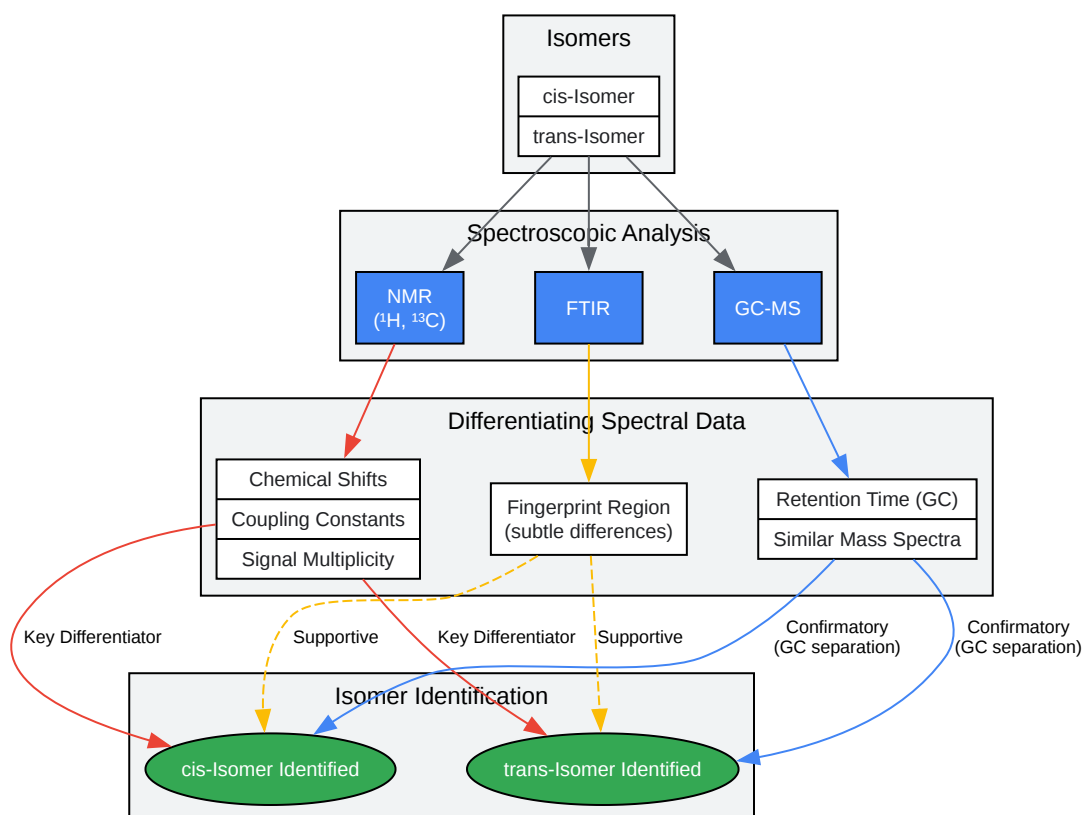 Isomers
cis-Isomer
trans-Isomer
Spectroscopic Analysis
NMR
(¹H, ¹³C)
FTIR
GC-MS
Differentiating Spectral Data
Chemical Shifts
Coupling Constants
Signal Multiplicity
Fingerprint Region
(subtle differences)
Retention Time (GC)
Similar Mass Spectra
Key Differentiator
Supportive
Key Differentiator
Supportive
Confirmatory
(GC separation)
Confirmatory
(GC separation)
Isomer Identification
cis-Isomer Identified
trans-Isomer Identified